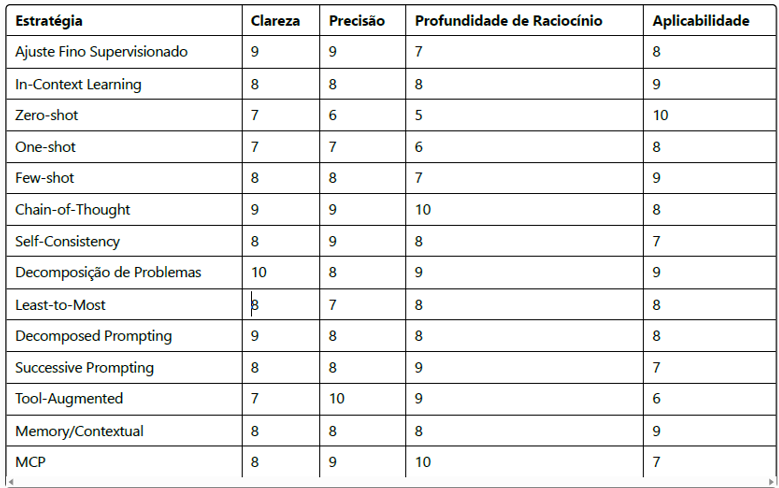 Estratégia Clareza Precisão Profundidade de Raciocínio Aplicabilidade
Ajuste Fino Supervisionado 9 9 7 8
In-Context Learning 8 8 8 9
Zero-shot 7 6 5 10
One-shot 7 7 6 8
Few-shot 8 8 7 9
Chain-of-Thought 9 9 10 8
Self-Consistency 8 9 8 7
Decomposição de Problemas 10 8 9 9
Least-to-Most 8 7 8 8
Decomposed Prompting 9 8 8 8
Successive Prompting 8 8 9 7
Tool-Augmented 7 10 9 6
Memory/Contextual 8 8 8 9
MCP 8 9 10 7